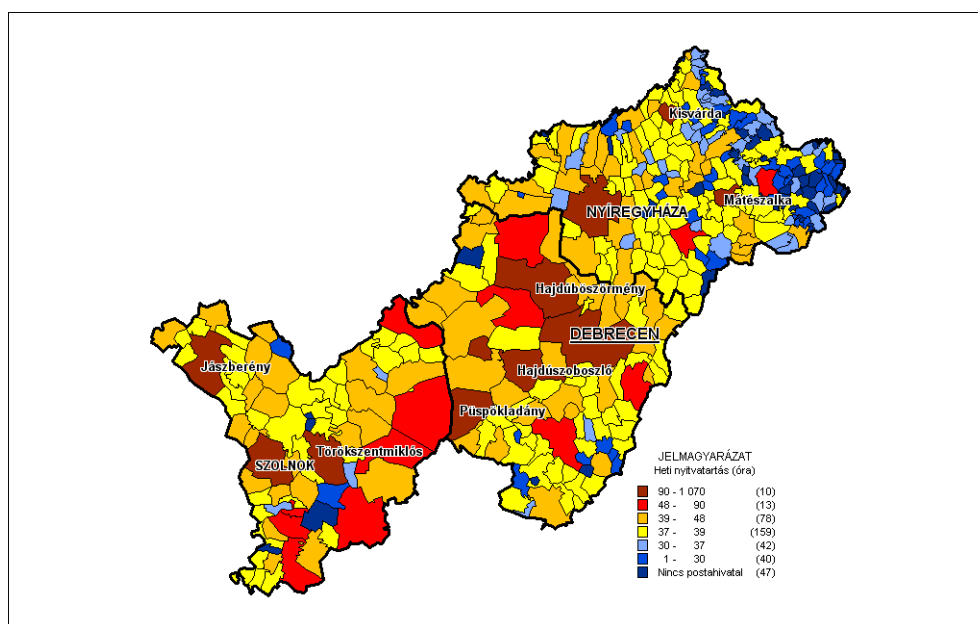 Kisvárda
NYÍREGYHÁZA
Mátészalka
Hajdúböszörmény
DEBRECEN
Jászberény
Hajdúszoboszló
Püspökladány
Törökszentmiklós
SZOLNOK
JELMAGYARÁZAT
Heti nyitvatartás (óra)
90 - 1 070 (10)
48 - 90 (13)
39 - 48 (78)
37 - 39 (159)
30 - 37 (42)
1 - 30 (40)
Nincs postahivatal (47)